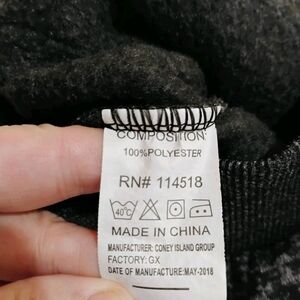 COMPOSITION:
100%POLYESTER
RN# 114518
40°C
MADE IN CHINA
MANUFACTURER: CONEY ISLAND GROUP
FACTORY: GX
DATE OF MANUFACTURE:MAY-2018